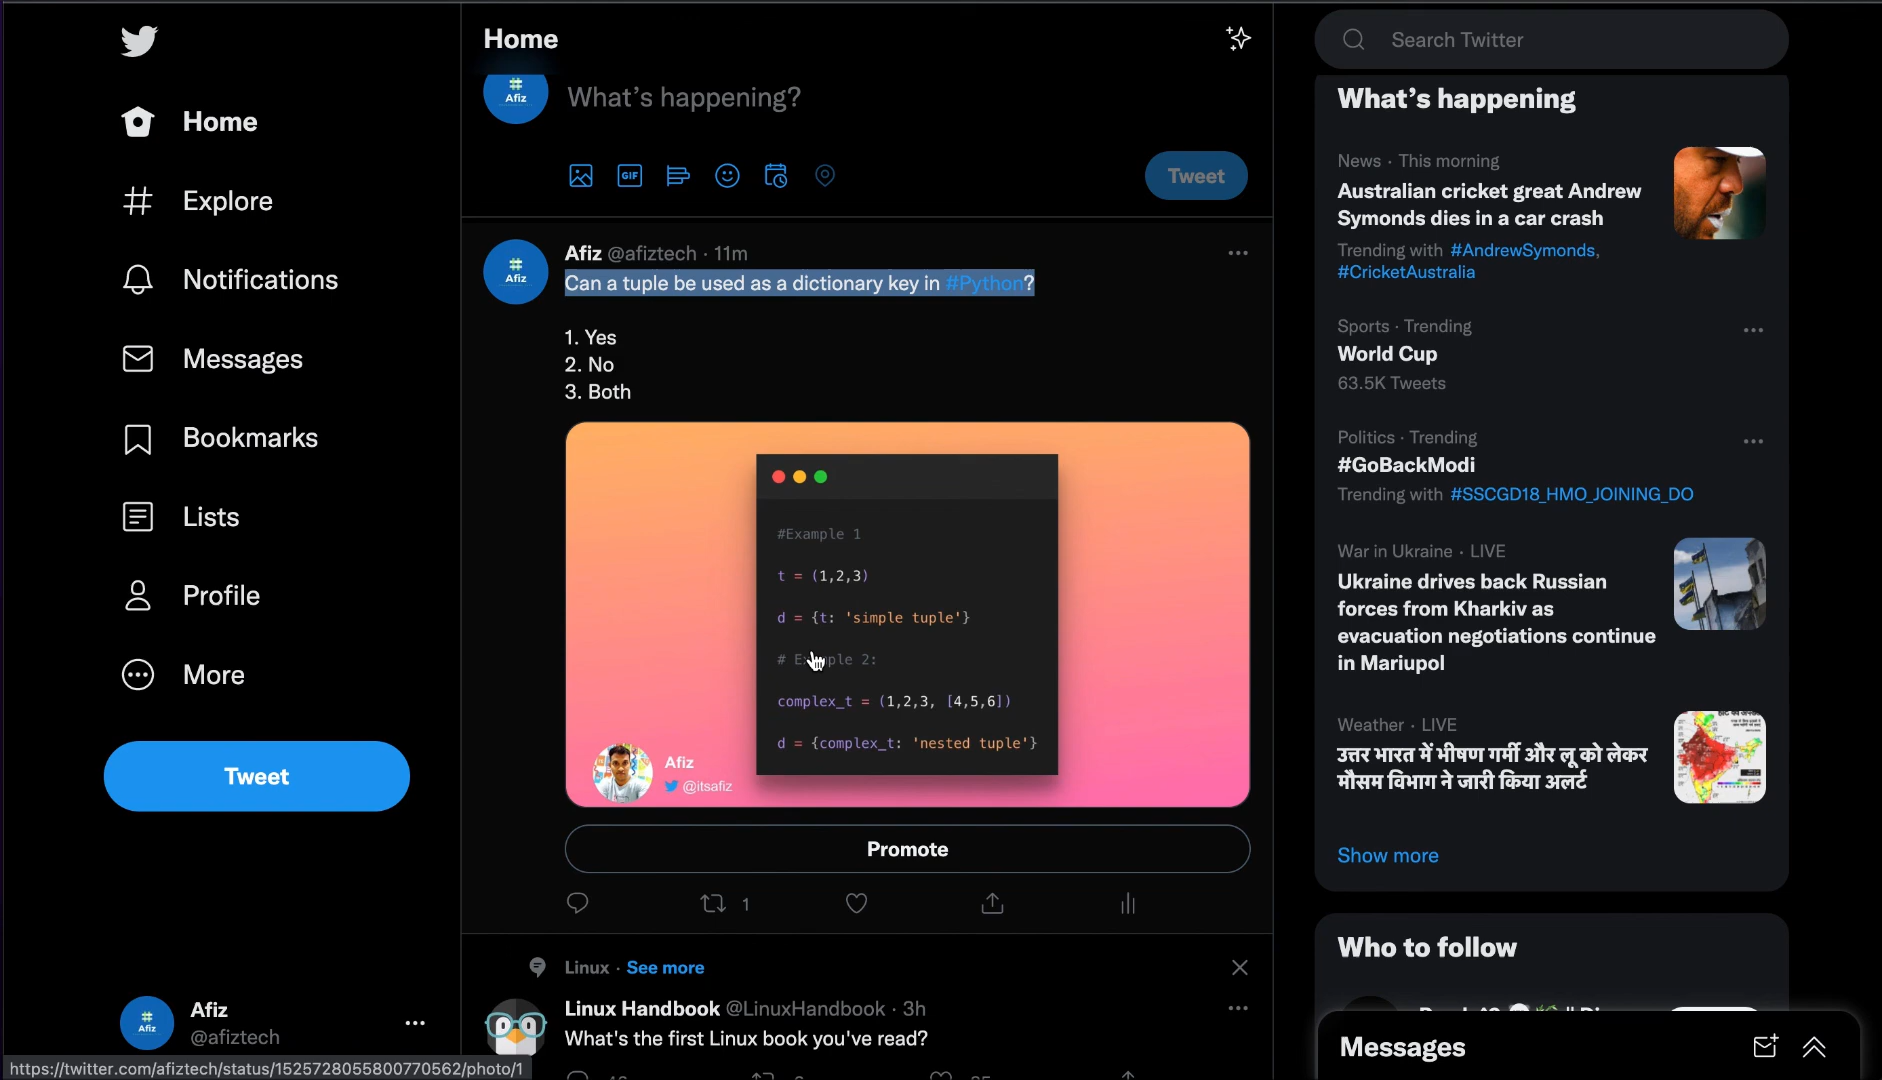 Home
Explore
Notifications
Messages
Bookmarks
Lists
Profile
More
Tweet
Afiz
@afiztech
https://twitter.com/afiztech/status/1525728055800770562/photo/1
Home
# Afiz
What's happening?
GIF
Tweet
# Afiz
Afiz @afiztech · 11m
Can a tuple be used as a dictionary key in #Python?
1. Yes
2. No
3. Both
#Example 1
t = (1,2,3)
d = {t: 'simple tuple'}
# Example 2:
complex_t = (1,2,3, [4,5,6])
d = {complex_t: 'nested tuple'}
Afiz
@itsafiz
Promote
1
Linux · See more
Linux Handbook @LinuxHandbook · 3h
What's the first Linux book you've read?
Search Twitter
What's happening
News · This morning
Australian cricket great Andrew
Symonds dies in a car crash
Trending with #AndrewSymonds,
#CricketAustralia
Sports · Trending
World Cup
63.5K Tweets
Politics · Trending
#GoBackModi
Trending with #SSCGD18_HMO_JOINING_DO
War in Ukraine · LIVE
Ukraine drives back Russian
forces from Kharkiv as
evacuation negotiations continue
in Mariupol
Weather · LIVE
उत्तर भारत में भीषण गर्मी और लू को लेकर
मौसम विभाग ने जारी किया अलर्ट
Show more
Who to follow
Messages
# Afiz